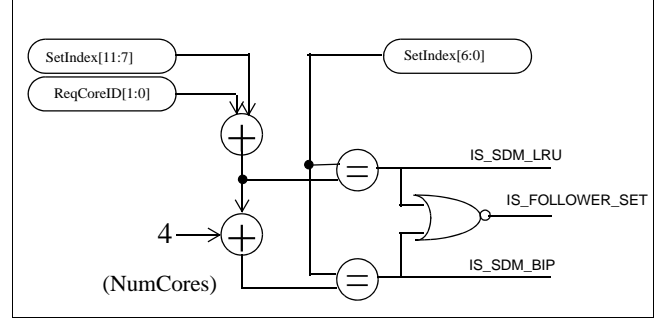 SetIndex[11:7]
SetIndex[6:0]
ReqCoreID[1:0]
+
=
IS_SDM_LRU
IS_FOLLOWER_SET
4
+
(NumCores)
=
IS_SDM_BIP